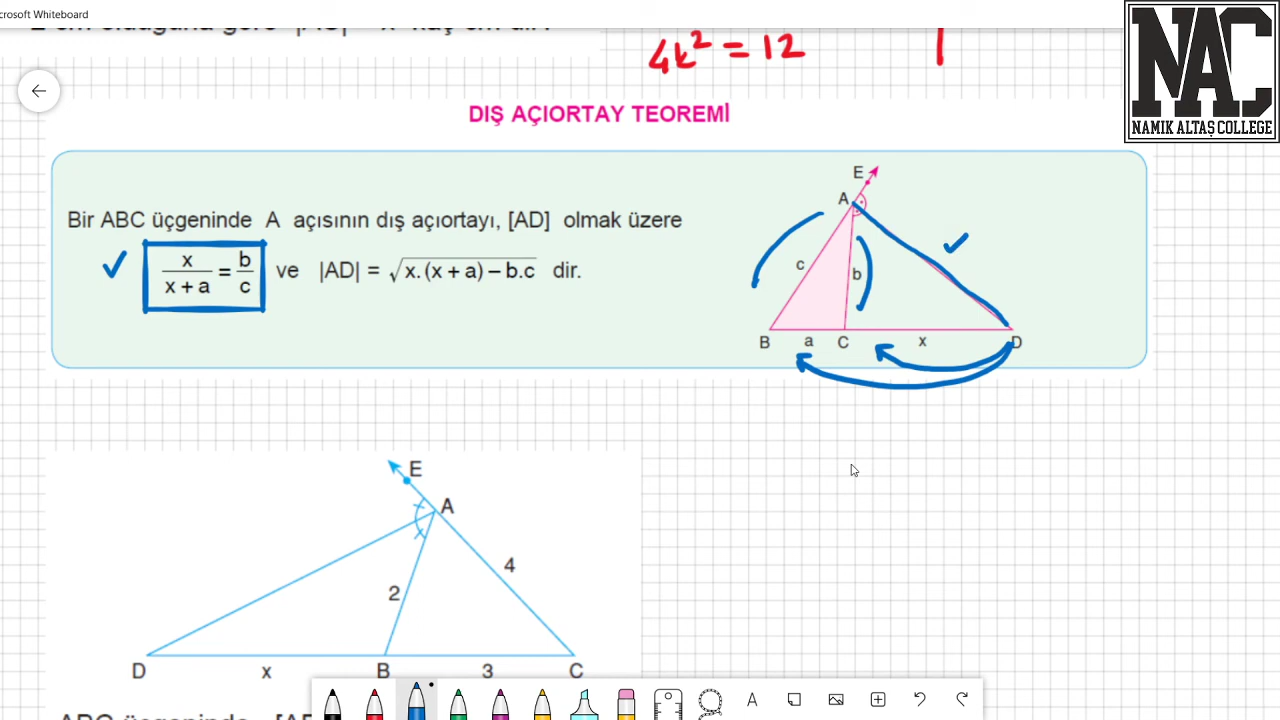 crosoft Whiteboard
4k² = 12
NAC
NAMIK ALTAŞ COLLEGE
DIŞ AÇIORTAY TEOREMİ
Bir ABC üçgeninde A açısının dış açıortayı, [AD] olmak üzere
x/(x + a) = b/c ve |AD| = √(x.(x + a) – b.c) dir.
E
A
c
b
B a C x D
E
A
4
2
D x B 3 C
A